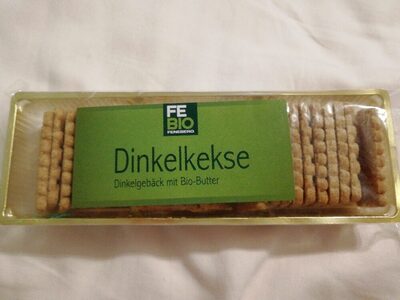 FE
BIO
FENEBERG
Dinkelkekse
Dinkelgebäck mit Bio-Butter